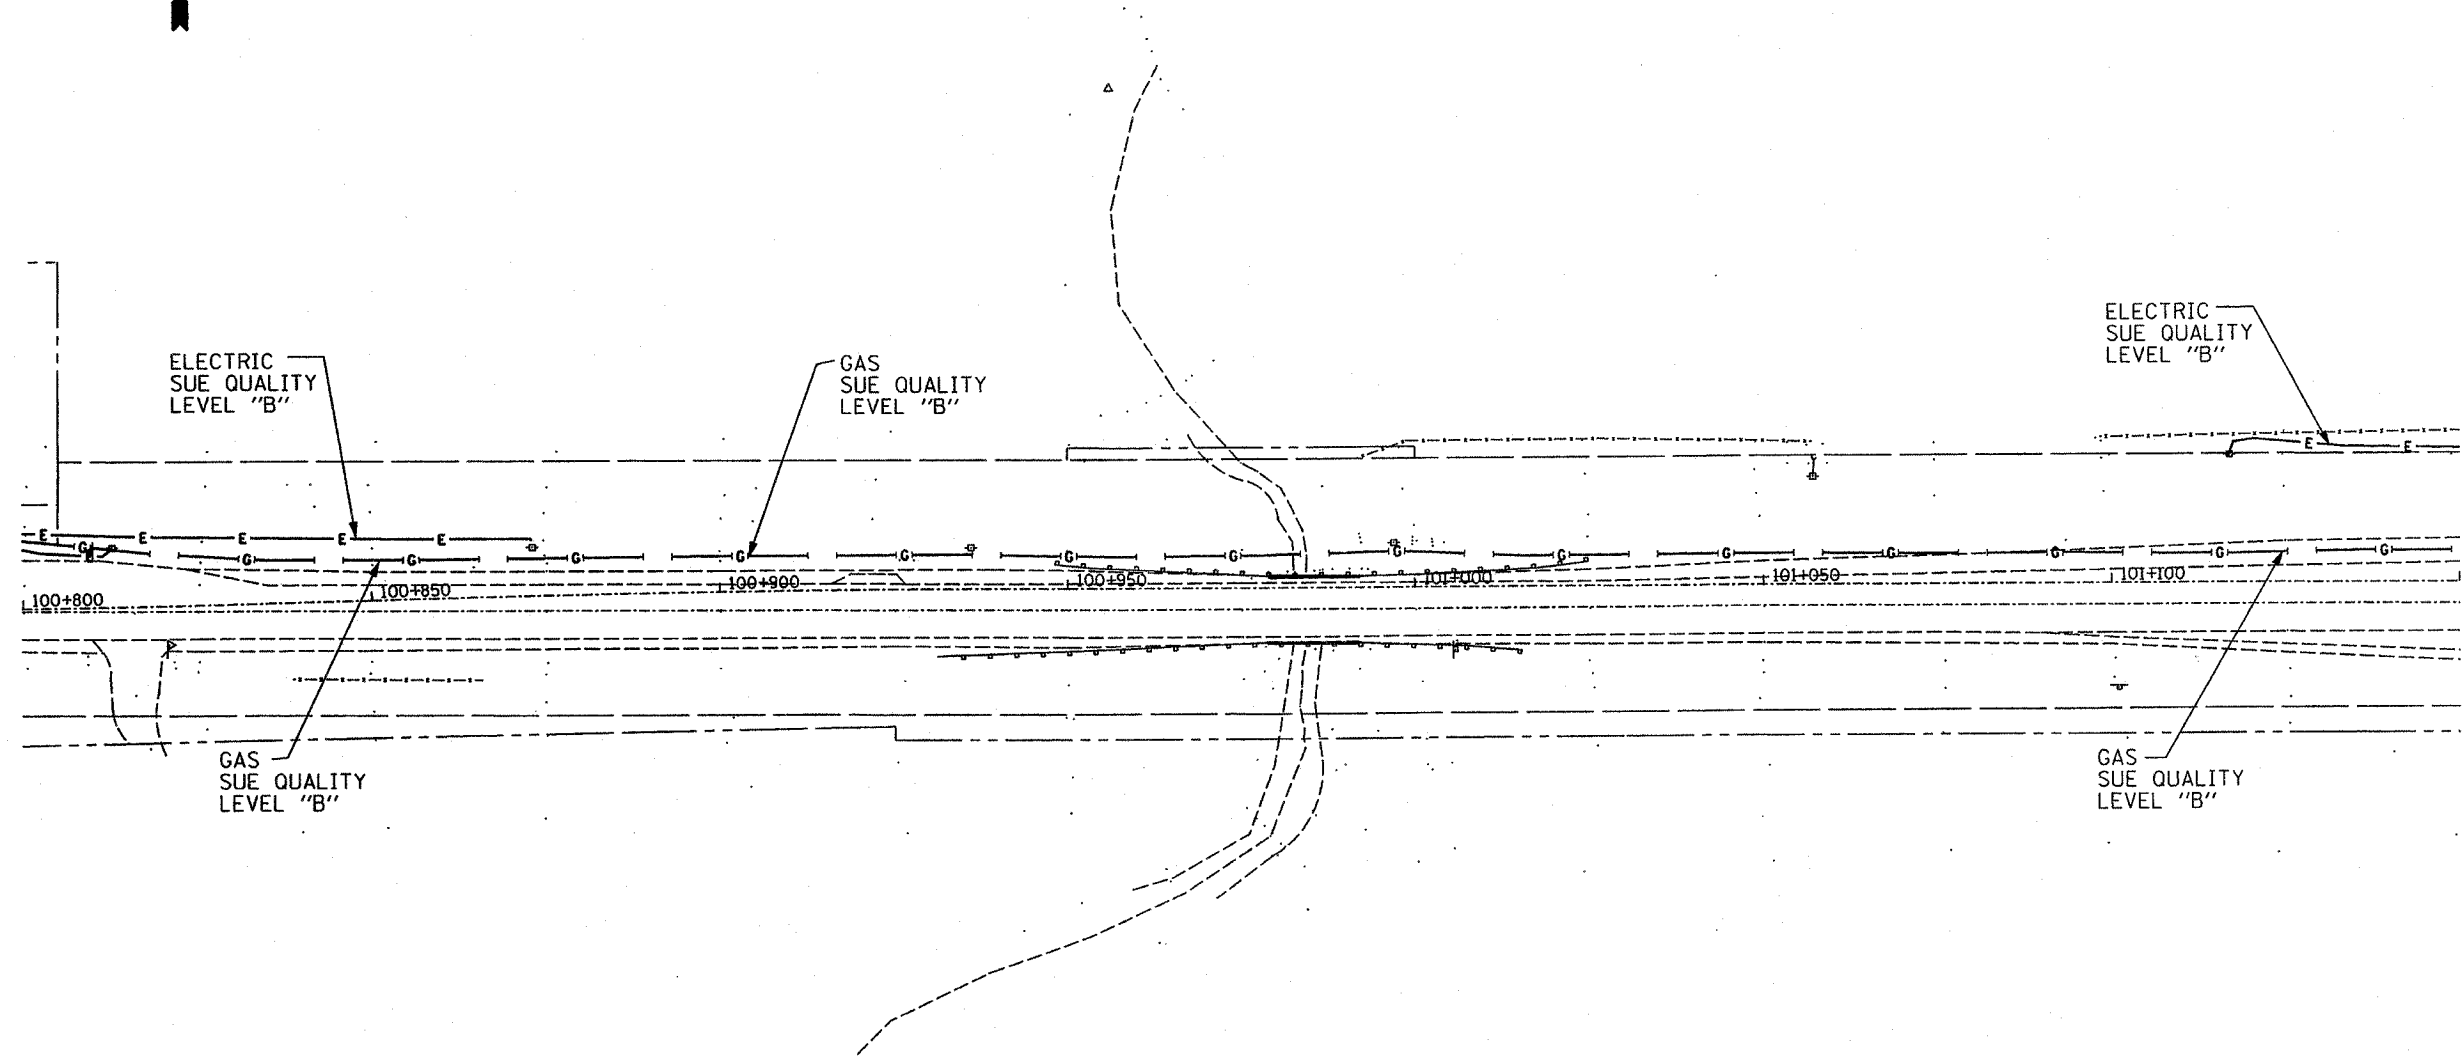 ELECTRIC
SUE QUALITY
LEVEL "B"
ELECTRIC
SUE QUALITY
LEVEL "B"
GAS
SUE QUALITY
LEVEL "B"
E E E E E
E E
G G G G G G G G G G G G G G G
100+800
100+850
100+900
100+950
101+000
101+050
101+100
GAS
SUE QUALITY
LEVEL "B"
GAS
SUE QUALITY
LEVEL "B"